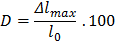 D = Δl_max / l_0 . 100